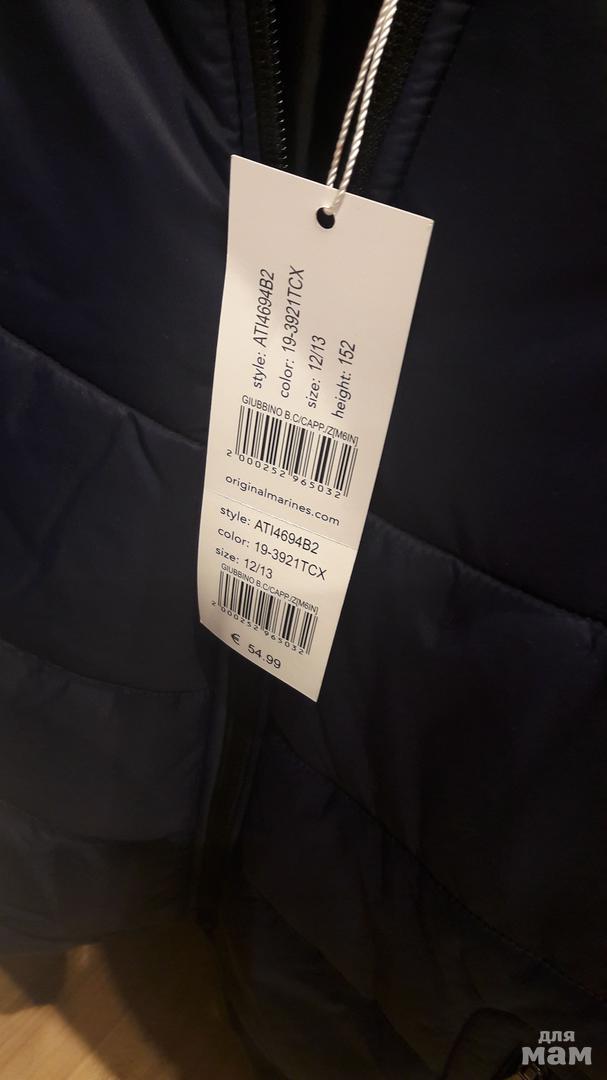 style: ATI4694B2
color: 19-3921TCX
size: 12/13
height: 152
GIUBBINO B.C/CAPP./Z[M6IN]
2 000252 965032
originalmarines.com
style: ATI4694B2
color: 19-3921TCX
size: 12/13
GIUBBINO B.C/CAPP./Z[M6IN]
2 000252 965032
€ 54.99
для
мам